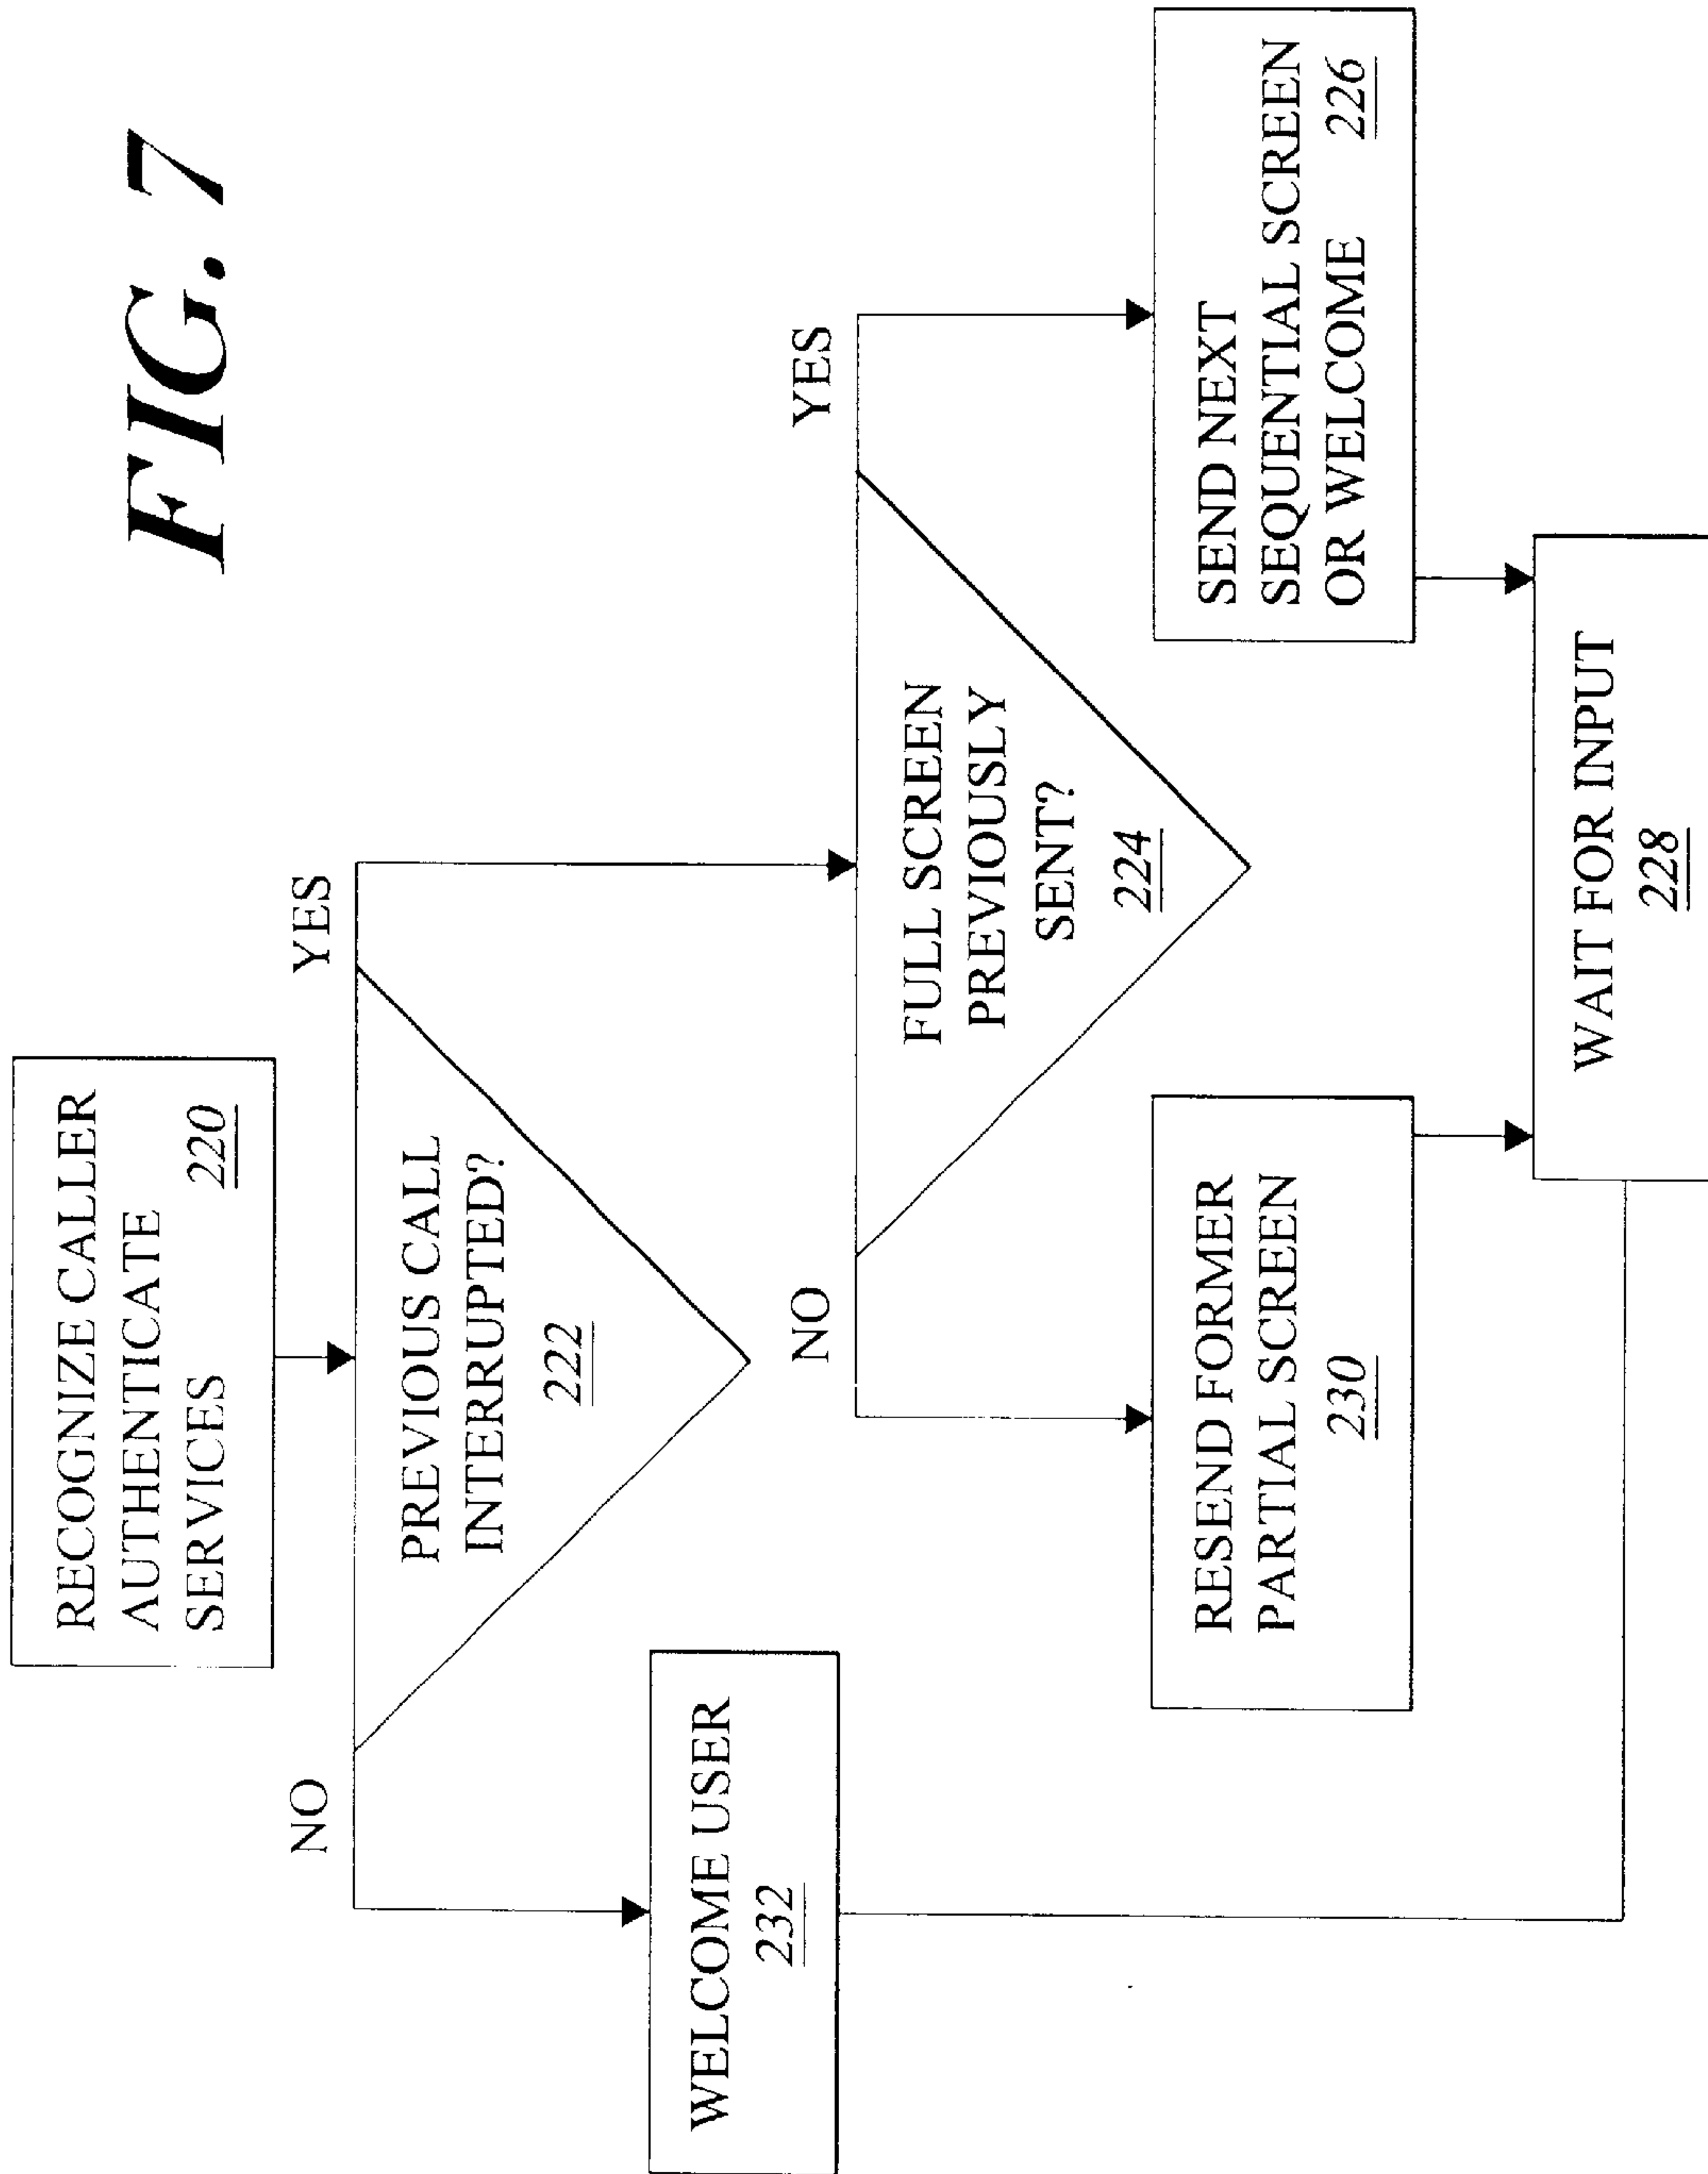 FIG. 7
RECOGNIZE CALLER
AUTHENTICATE
SERVICES 220
NO
YES
PREVIOUS CALL
INTERRUPTED?
222
WELCOME USER
232
NO
YES
FULL SCREEN
PREVIOUSLY
SENT?
224
RESEND FORMER
PARTIAL SCREEN
230
SEND NEXT
SEQUENTIAL SCREEN
OR WELCOME 226
WAIT FOR INPUT
228